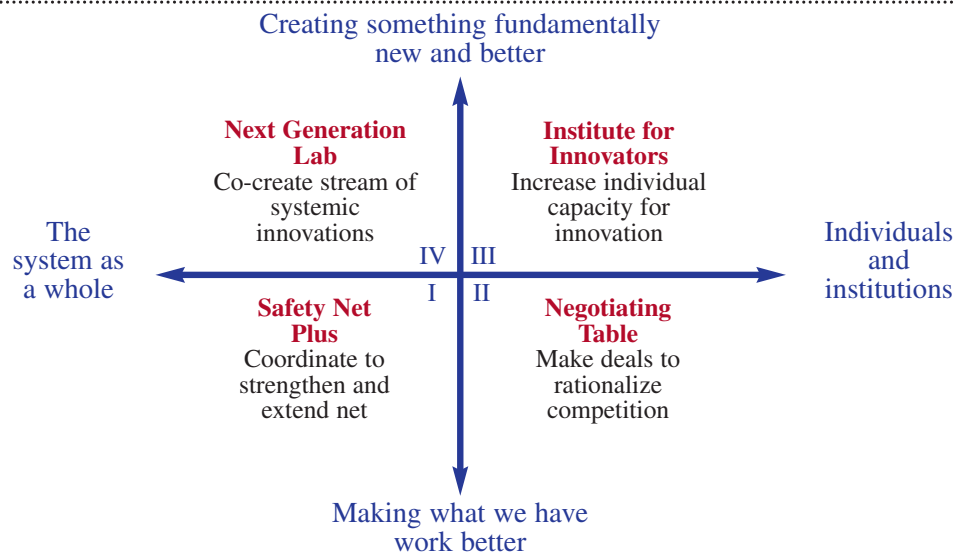 Creating something fundamentally
new and better
Next Generation
Lab
Co-create stream of
systemic
innovations
Institute for
Innovators
Increase individual
capacity for
innovation
The
system as
a whole
IV
III
I
II
Individuals
and
institutions
Safety Net
Plus
Coordinate to
strengthen and
extend net
Negotiating
Table
Make deals to
rationalize
competition
Making what we have
work better